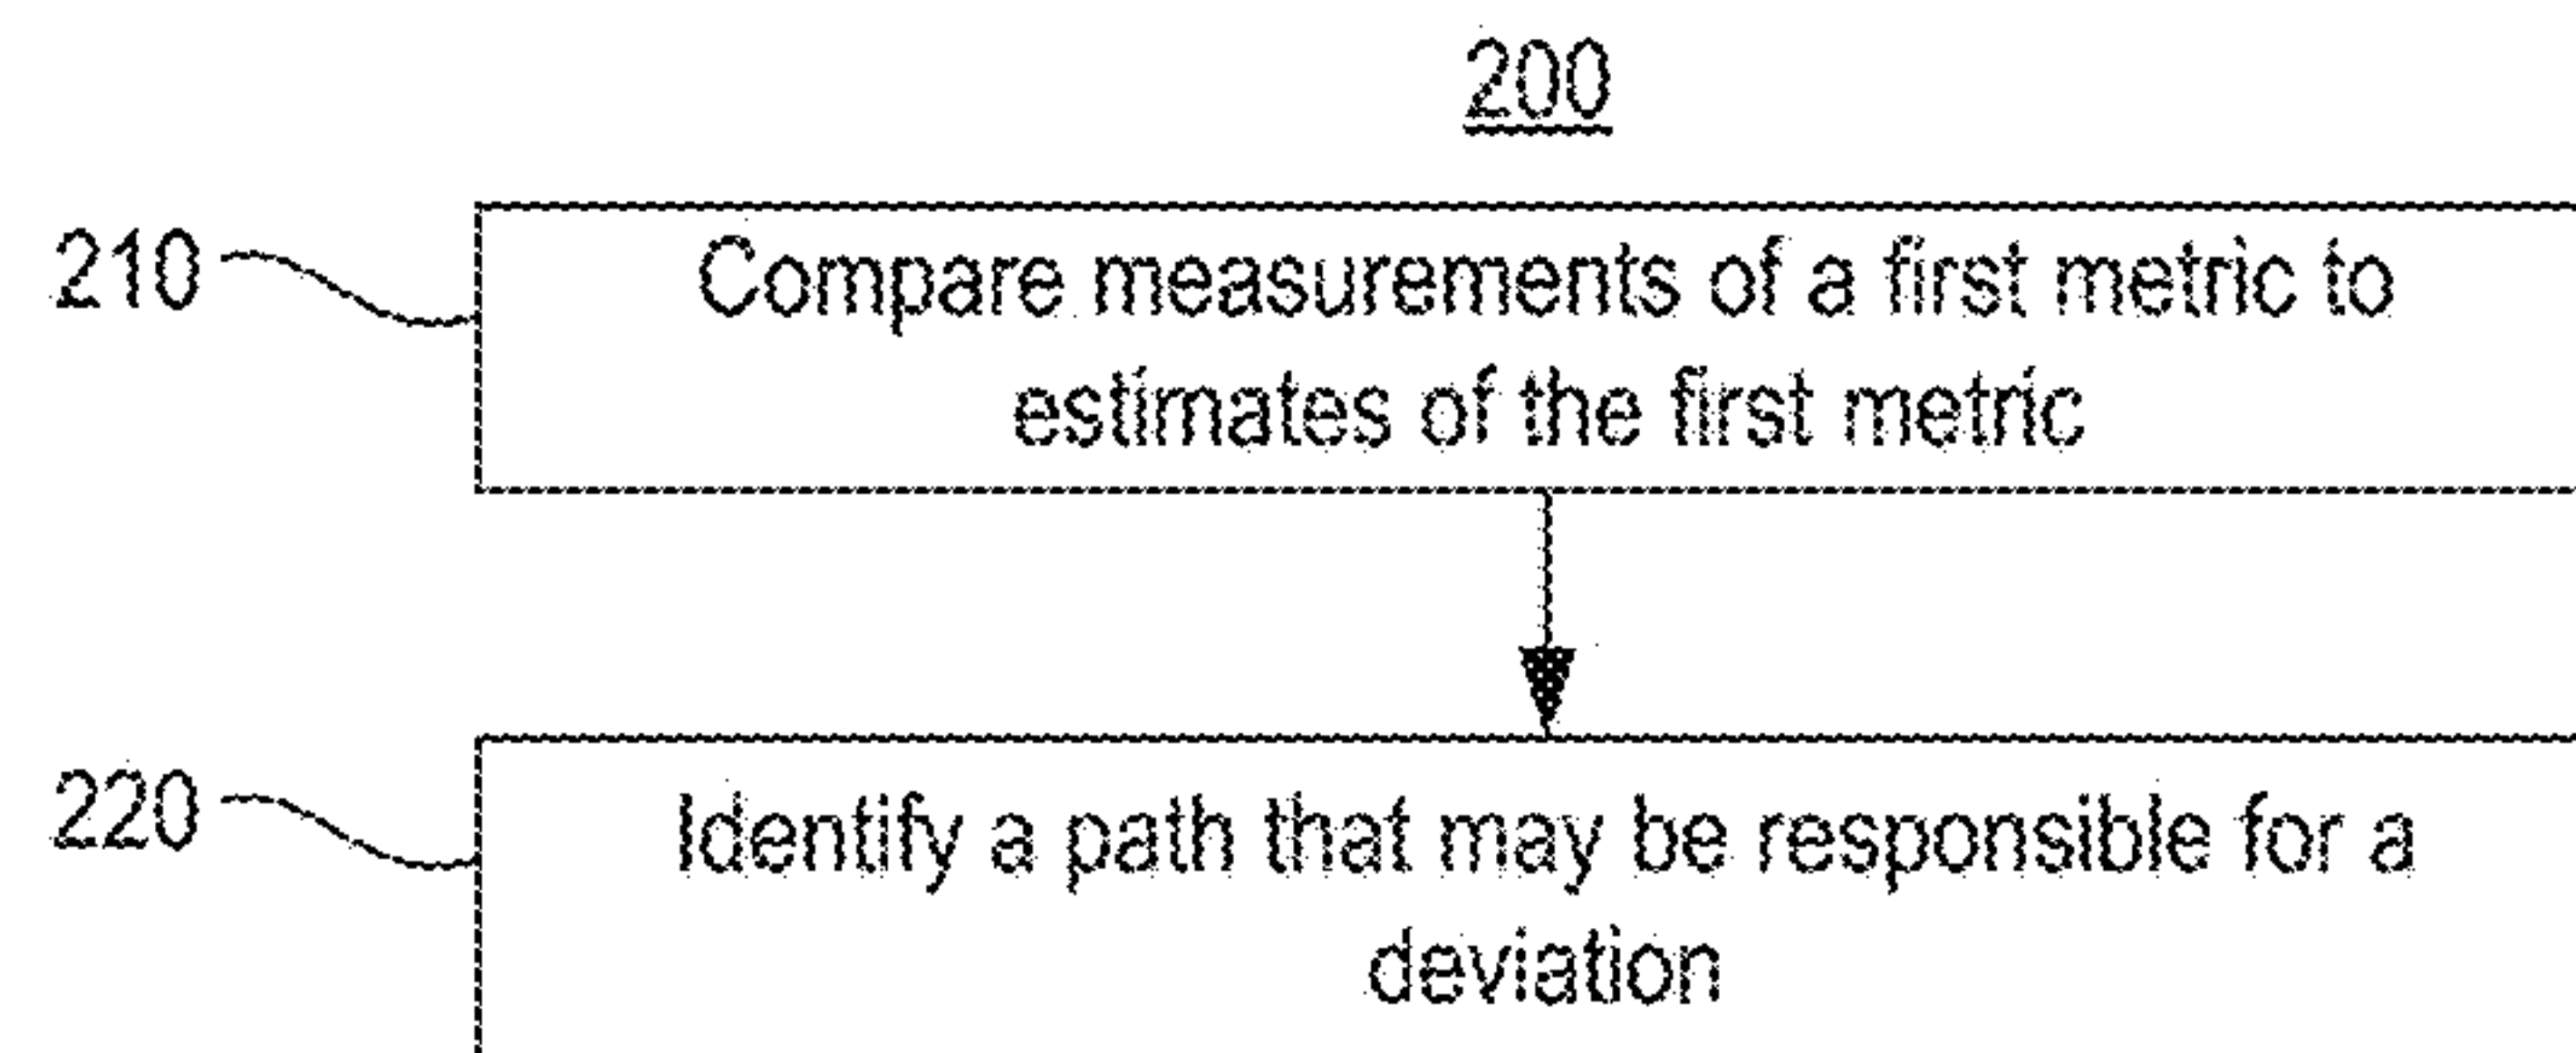 200
210
Compare measurements of a first metric to
estimates of the first metric
220
Identify a path that may be responsible for a
deviation